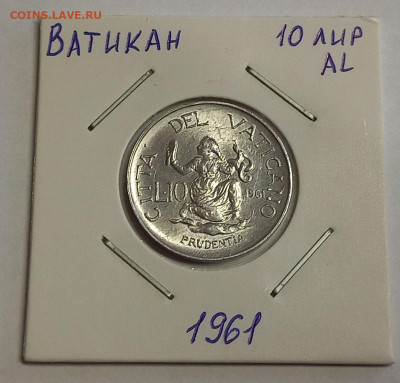 COINS.LAVE.RU
ВАТИКАН
10 ЛИР
AL
CITTA' DEL VATICANO
L.10
1961
PRUDENTIA
1961